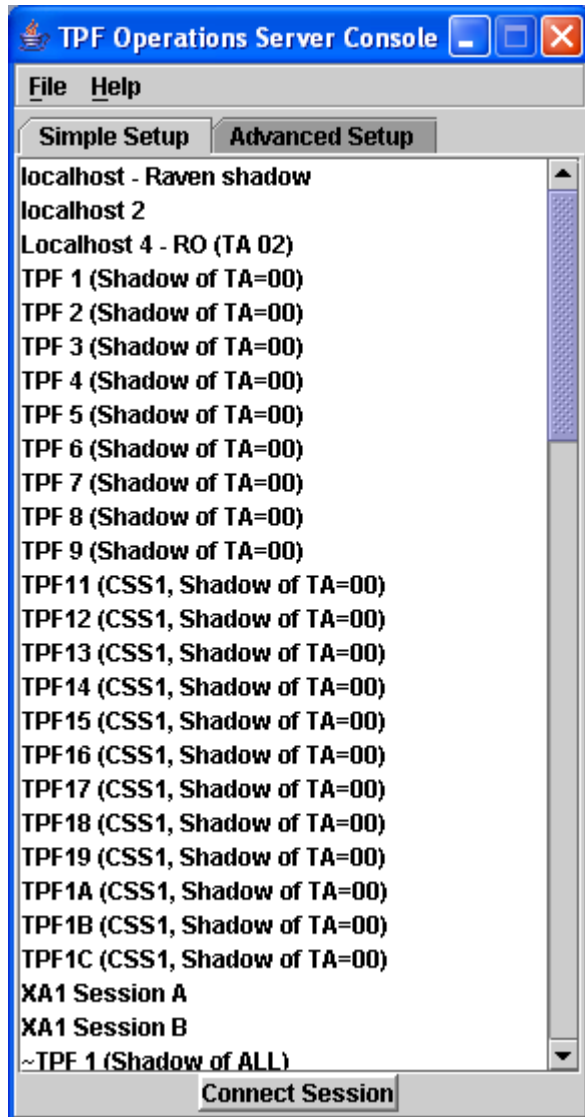 TPF Operations Server Console
File Help
Simple Setup Advanced Setup
localhost - Raven shadow
localhost 2
Localhost 4 - RO (TA 02)
TPF 1 (Shadow of TA=00)
TPF 2 (Shadow of TA=00)
TPF 3 (Shadow of TA=00)
TPF 4 (Shadow of TA=00)
TPF 5 (Shadow of TA=00)
TPF 6 (Shadow of TA=00)
TPF 7 (Shadow of TA=00)
TPF 8 (Shadow of TA=00)
TPF 9 (Shadow of TA=00)
TPF11 (CSS1, Shadow of TA=00)
TPF12 (CSS1, Shadow of TA=00)
TPF13 (CSS1, Shadow of TA=00)
TPF14 (CSS1, Shadow of TA=00)
TPF15 (CSS1, Shadow of TA=00)
TPF16 (CSS1, Shadow of TA=00)
TPF17 (CSS1, Shadow of TA=00)
TPF18 (CSS1, Shadow of TA=00)
TPF19 (CSS1, Shadow of TA=00)
TPF1A (CSS1, Shadow of TA=00)
TPF1B (CSS1, Shadow of TA=00)
TPF1C (CSS1, Shadow of TA=00)
XA1 Session A
XA1 Session B
~TPF 1 (Shadow of ALL)
Connect Session